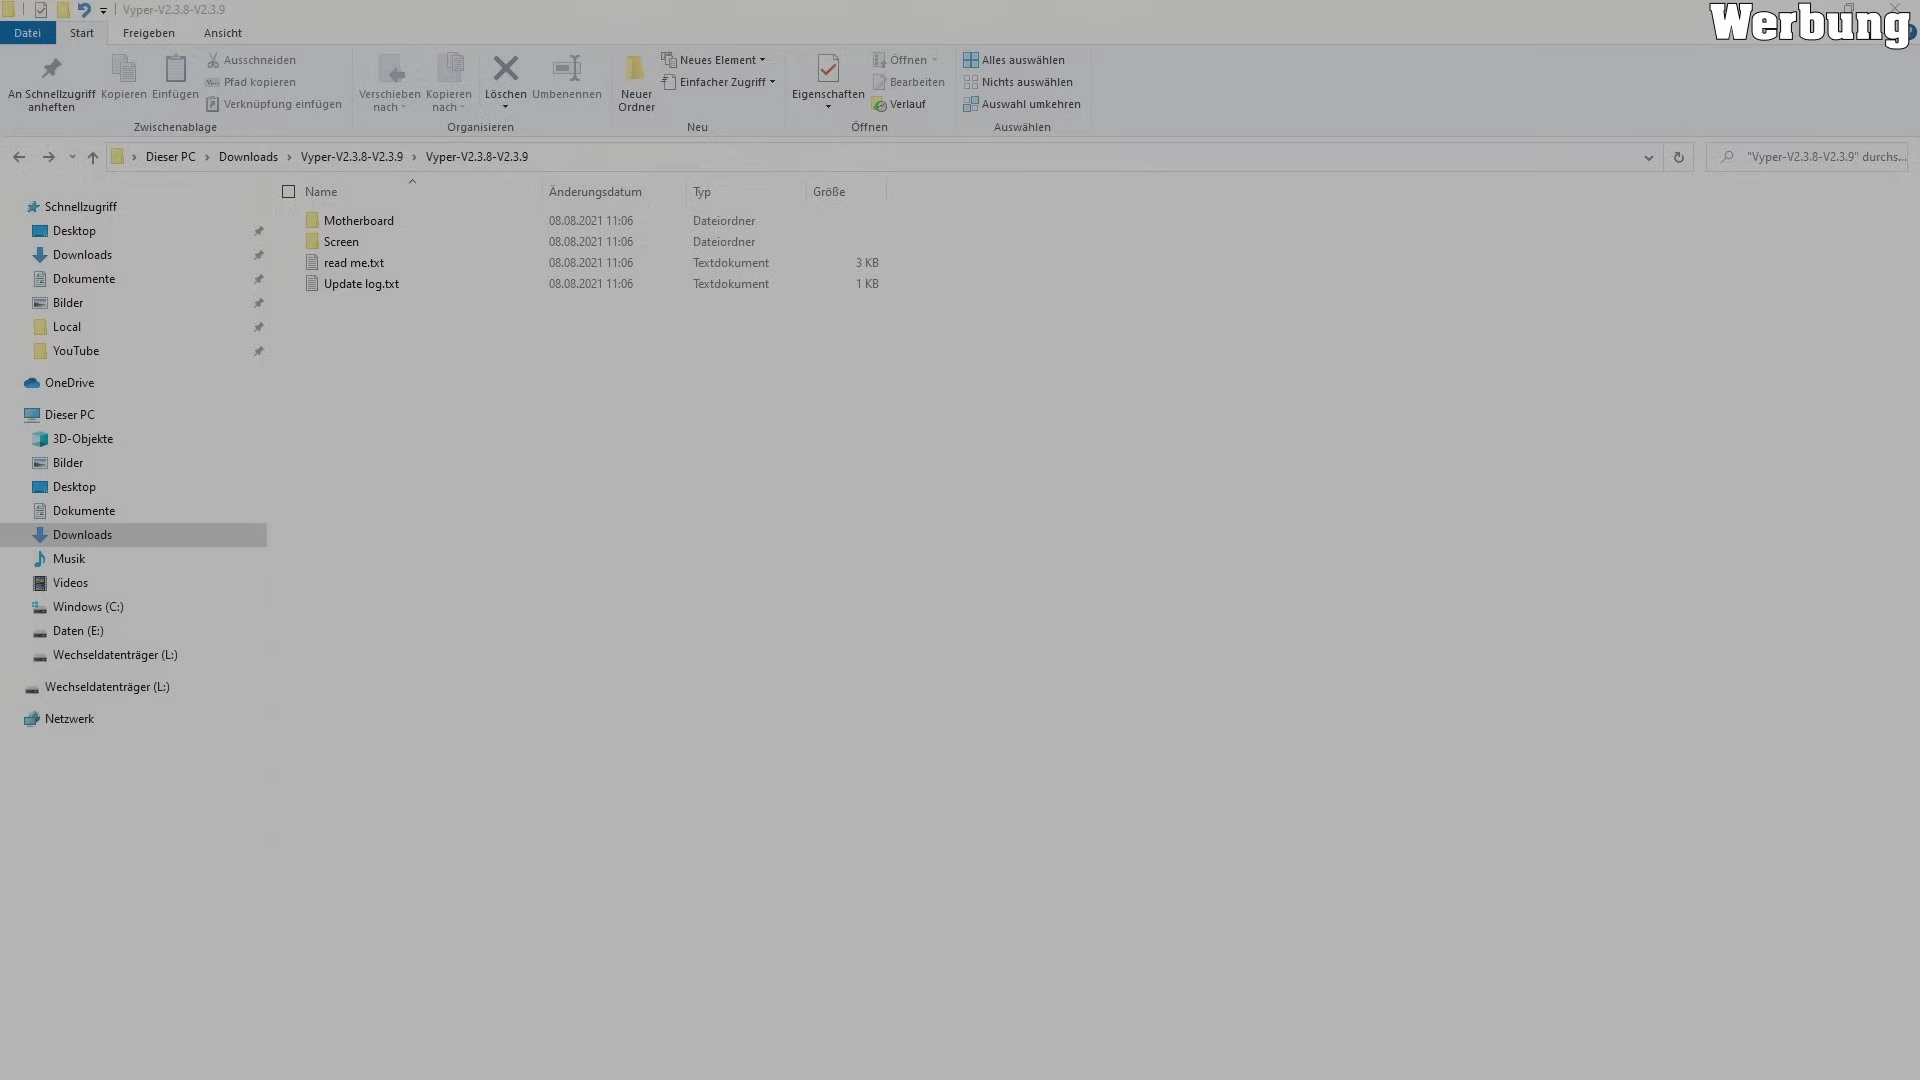 Vyper-V2.3.8-V2.3.9
Werbung
Datei Start Freigeben Ansicht
An Schnellzugriff anheften
Kopieren
Einfügen
Ausschneiden
Pfad kopieren
Verknüpfung einfügen
Zwischenablage
Verschieben nach
Kopieren nach
Löschen
Umbenennen
Organisieren
Neuer Ordner
Neues Element
Einfacher Zugriff
Neu
Eigenschaften
Öffnen
Bearbeiten
Verlauf
Öffnen
Alles auswählen
Nichts auswählen
Auswahl umkehren
Auswählen
Dieser PC Downloads Vyper-V2.3.8-V2.3.9 Vyper-V2.3.8-V2.3.9
"Vyper-V2.3.8-V2.3.9" durchs...
Schnellzugriff
Desktop
Downloads
Dokumente
Bilder
Local
YouTube
OneDrive
Dieser PC
3D-Objekte
Bilder
Desktop
Dokumente
Downloads
Musik
Videos
Windows (C:)
Daten (E:)
Wechseldatenträger (L:)
Wechseldatenträger (L:)
Netzwerk
Name Änderungsdatum Typ Größe
Motherboard 08.08.2021 11:06 Dateiordner
Screen 08.08.2021 11:06 Dateiordner
read me.txt 08.08.2021 11:06 Textdokument 3 KB
Update log.txt 08.08.2021 11:06 Textdokument 1 KB